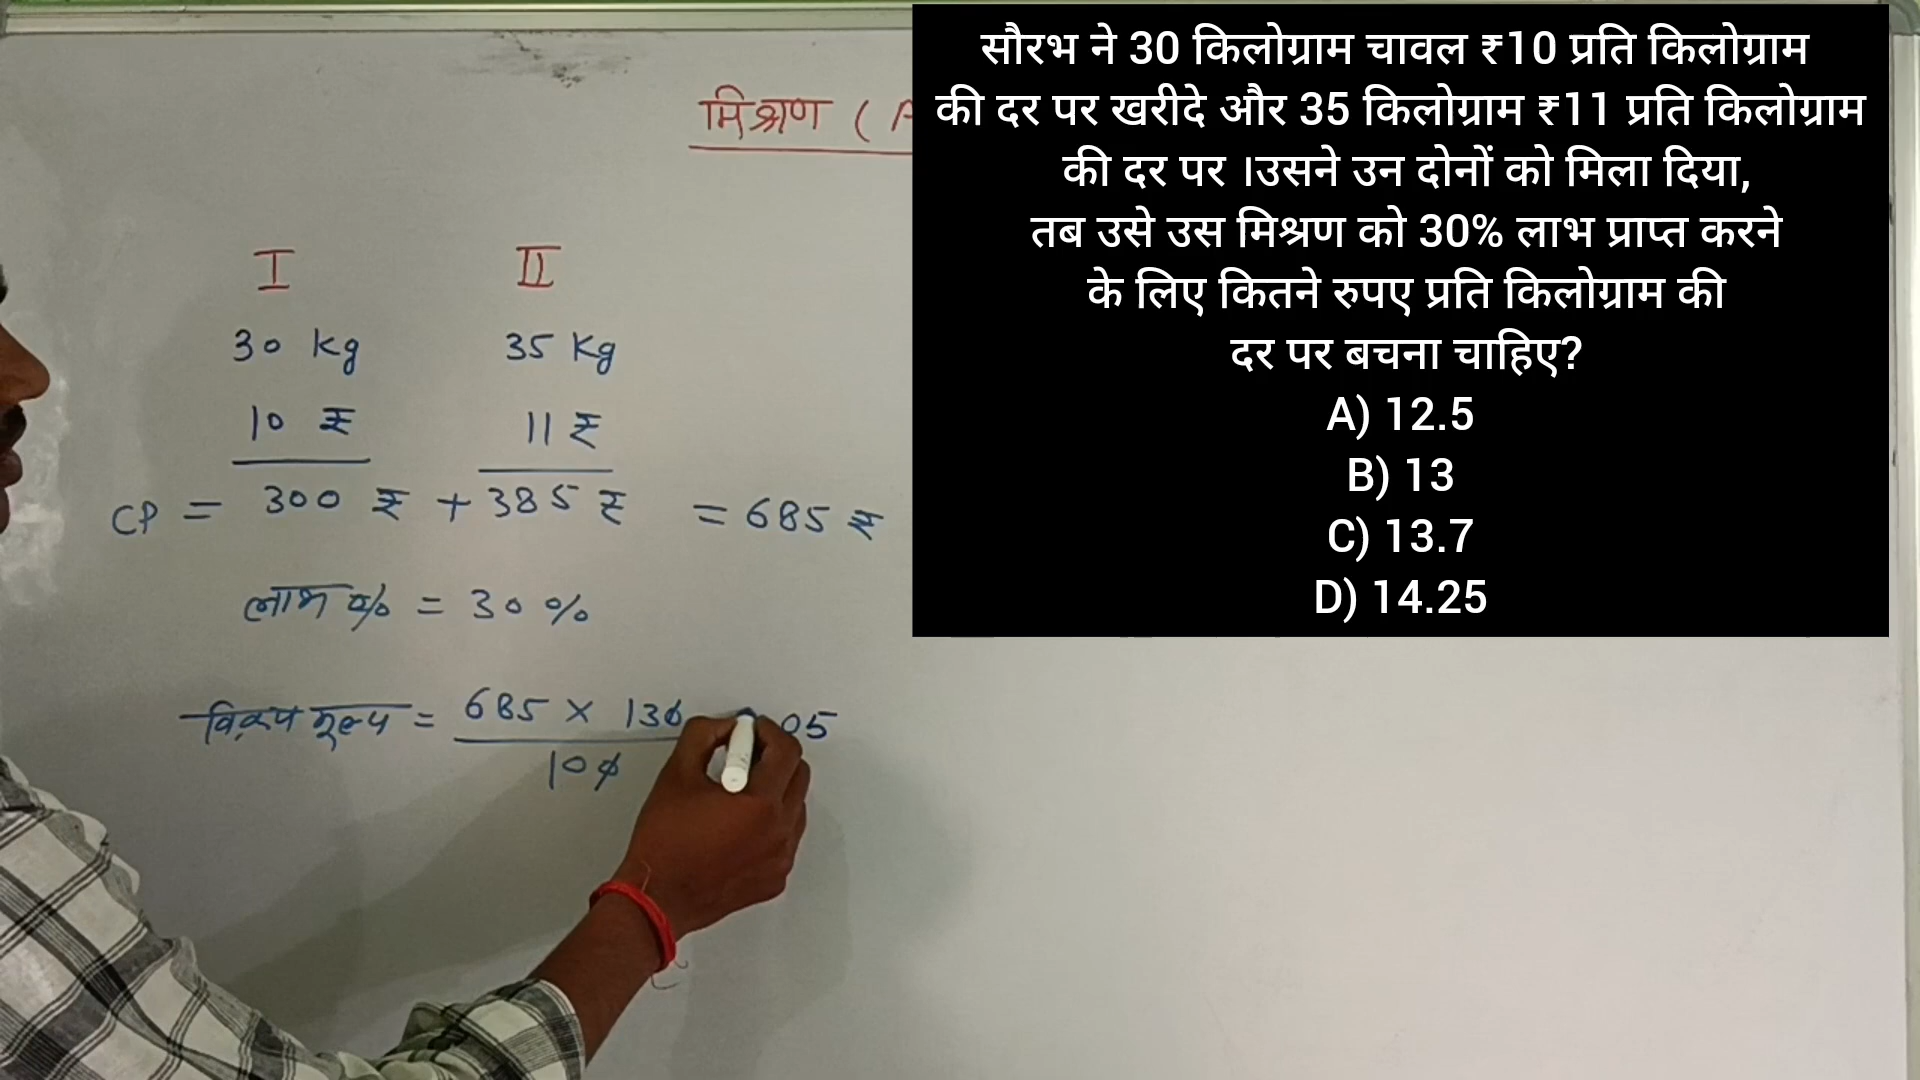 मिश्रण (
सौरभ ने 30 किलोग्राम चावल ₹10 प्रति किलोग्राम
की दर पर खरीदे और 35 किलोग्राम ₹11 प्रति किलोग्राम
की दर पर ।उसने उन दोनों को मिला दिया,
तब उसे उस मिश्रण को 30% लाभ प्राप्त करने
के लिए कितने रुपए प्रति किलोग्राम की
दर पर बचना चाहिए?
A) 12.5
B) 13
C) 13.7
D) 14.25
I II
30 kg 35 kg
10 ₹ 11 ₹
CP = 300 ₹ + 385 ₹ = 685 ₹
लाभ % = 30 %
विक्रय मूल्य = 685 × 130
100
05